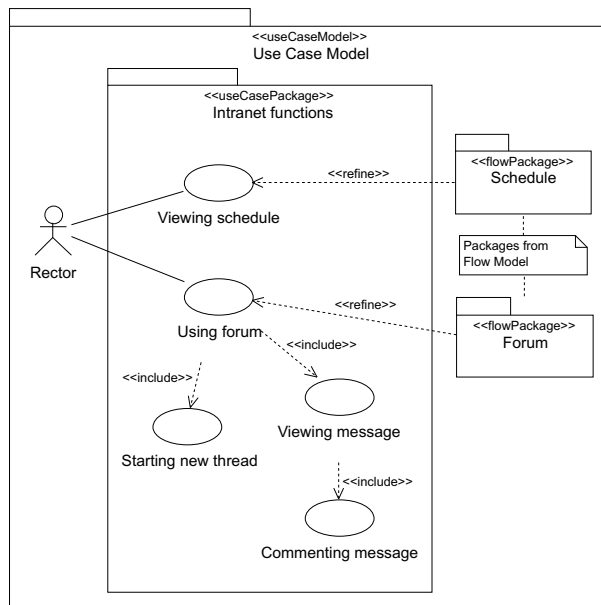 <<useCaseModel>>
Use Case Model
<<useCasePackage>>
Intranet functions
<<refine>>
<<flowPackage>>
Schedule
Viewing schedule
Rector
Packages from
Flow Model
<<refine>>
<<flowPackage>>
Forum
Using forum
<<include>>
<<include>>
Viewing message
Starting new thread
<<include>>
Commenting message